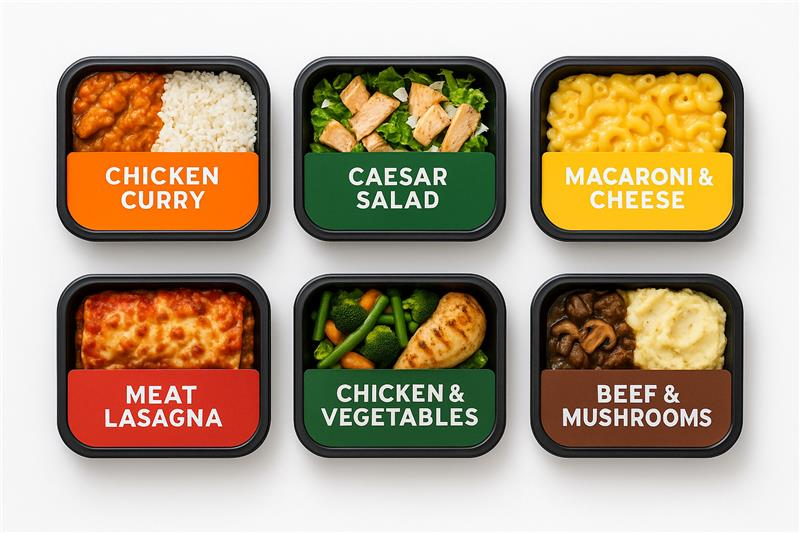 CHICKEN
CURRY
CAESAR
SALAD
MACARONI &
CHEESE
MEAT
LASAGNA
CHICKEN &
VEGETABLES
BEEF &
MUSHROOMS